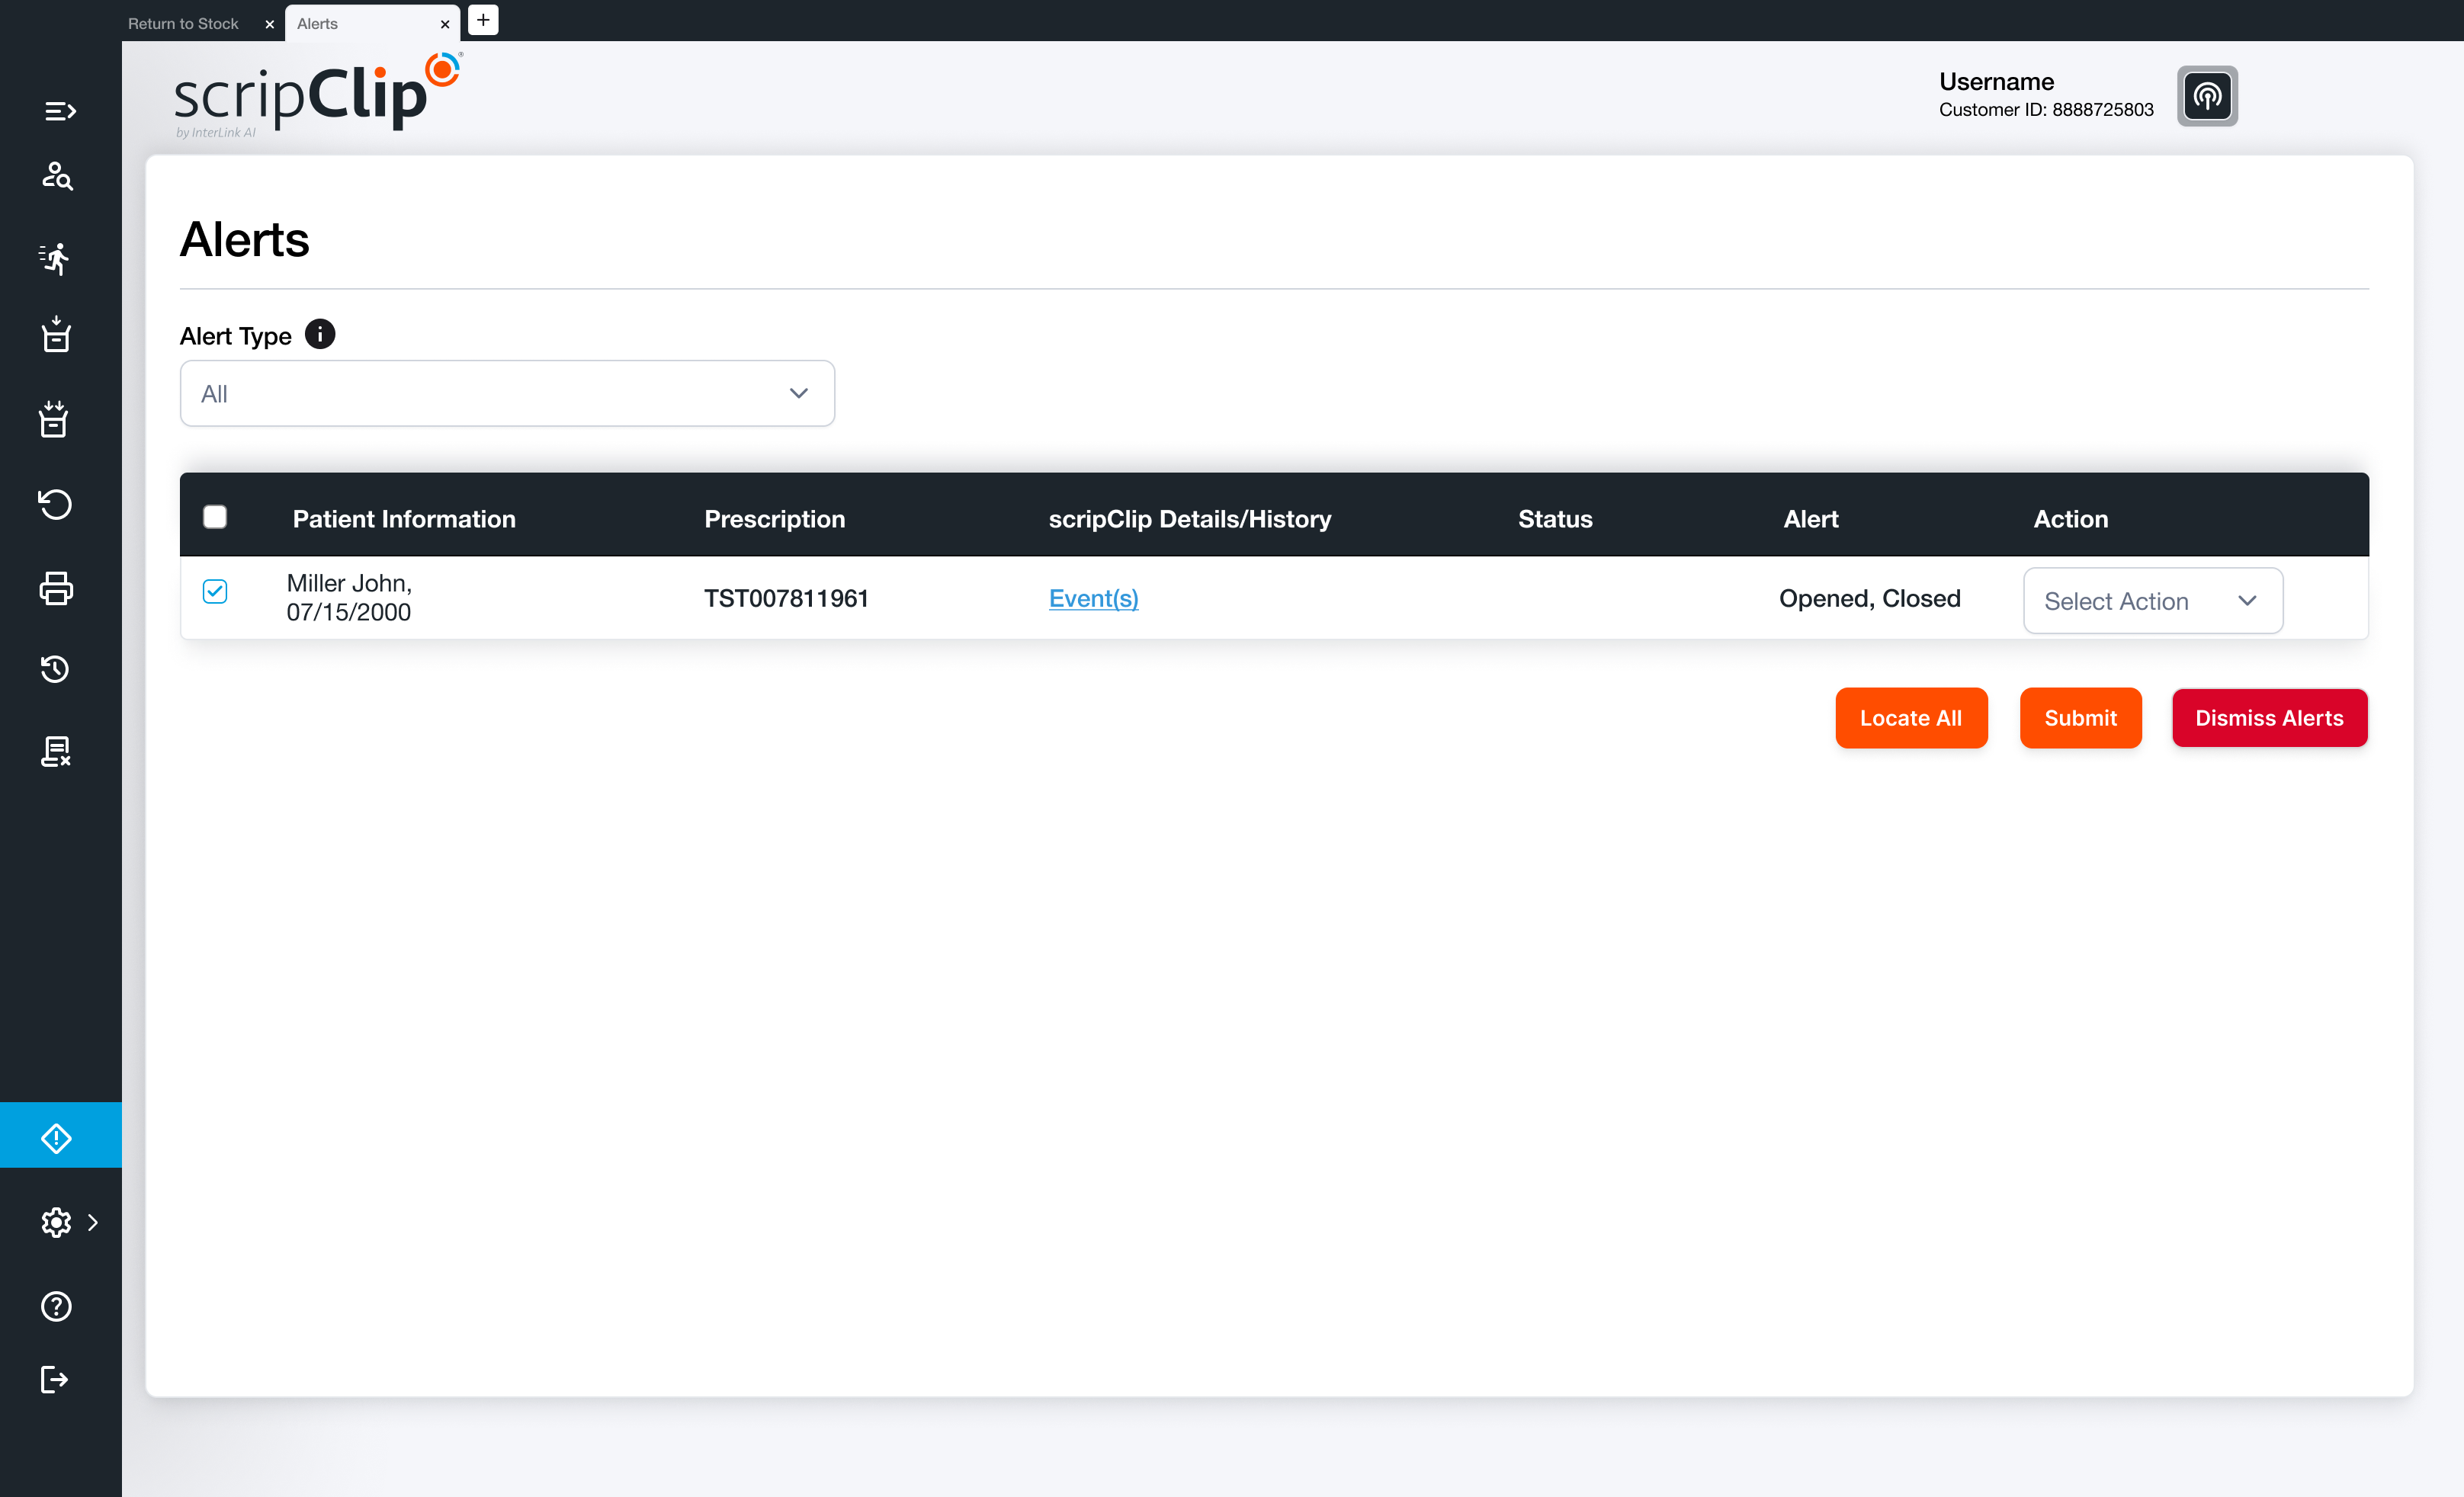 Return to Stock
Alerts
scripClip
by InterLink AI
Username
Customer ID: 8888725803
Alerts
Alert Type
All
Patient Information Prescription scripClip Details/History Status Alert Action
Miller John,
07/15/2000
TST007811961 Event(s) Opened, Closed Select Action
Locate All Submit Dismiss Alerts